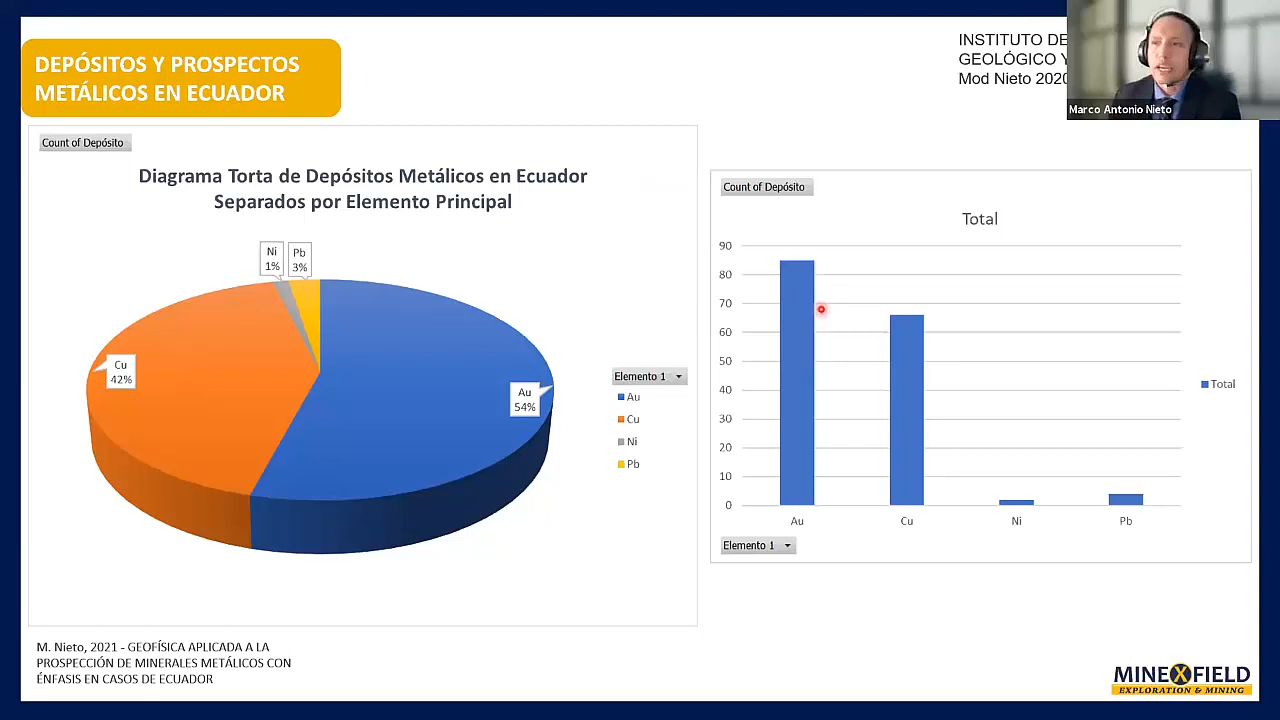 DEPÓSITOS Y PROSPECTOS
METÁLICOS EN ECUADOR
INSTITUTO DE
GEOLÓGICO Y
Mod Nieto 2020
Marco Antonio Nieto
Count of Depósito
Diagrama Torta de Depósitos Metálicos en Ecuador
Separados por Elemento Principal
Ni
1%
Pb
3%
Cu
42%
Au
54%
Elemento 1
Au
Cu
Ni
Pb
Count of Depósito
Total
90
80
70
60
50
40
30
20
10
0
Au Cu Ni Pb
Total
Elemento 1
M. Nieto, 2021 - GEOFÍSICA APLICADA A LA
PROSPECCIÓN DE MINERALES METÁLICOS CON
ÉNFASIS EN CASOS DE ECUADOR
MINEXFIELD
EXPLORATION & MINING